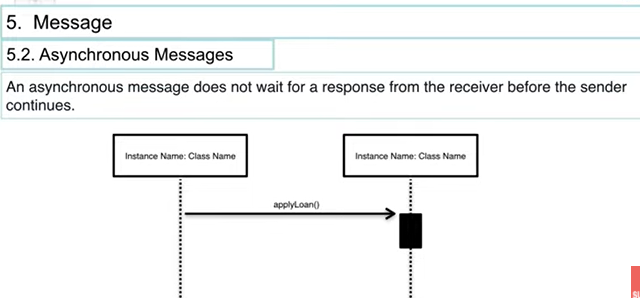 5. Message
5.2. Asynchronous Messages
An asynchronous message does not wait for a response from the receiver before the sender
continues.
Instance Name: Class Name
Instance Name: Class Name
applyLoan()